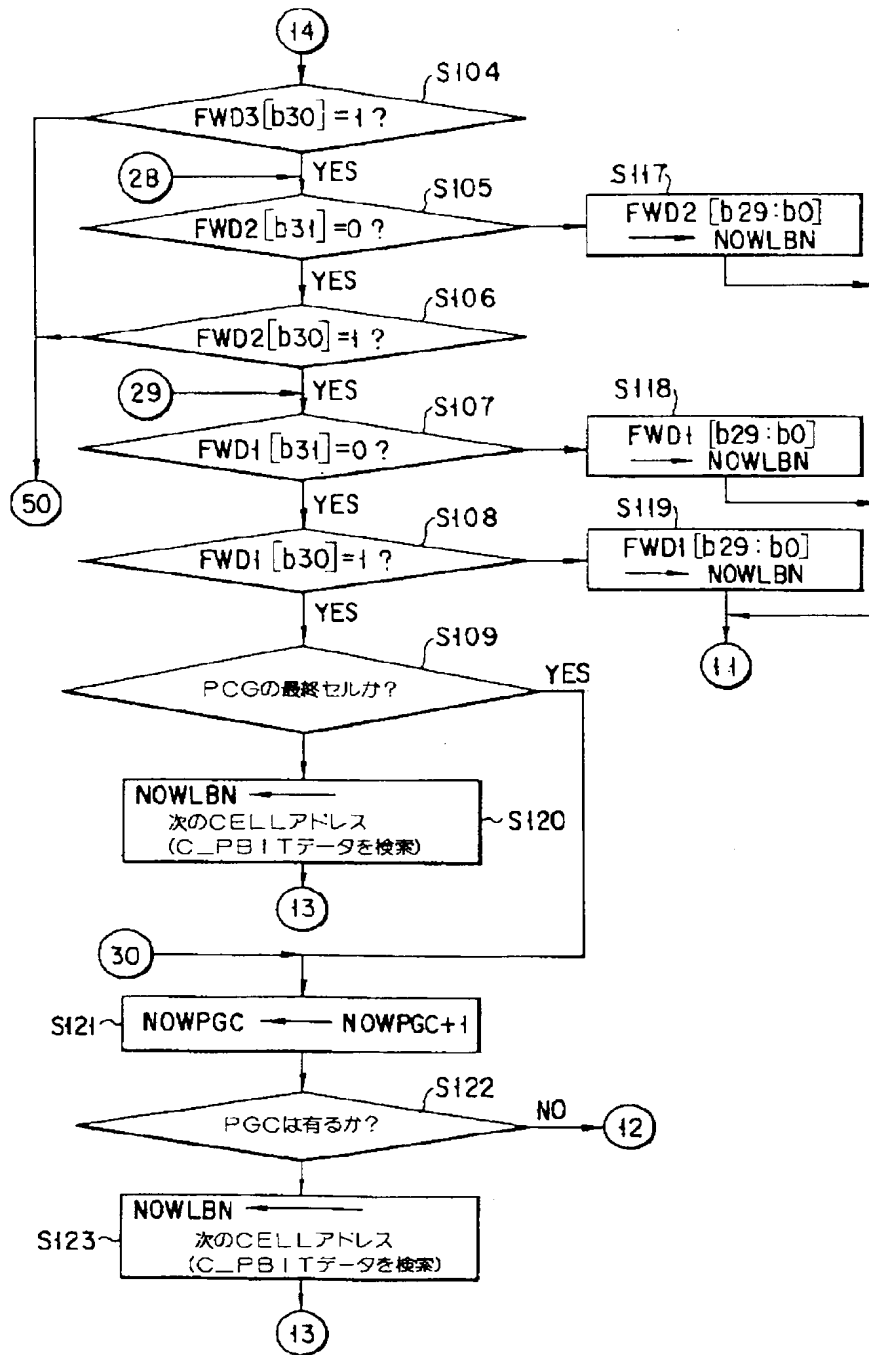 14
S104
FWD3[b30]=1?
28
YES
S105
S117
FWD2[b31]=0?
FWD2 [b29:b0]
→ NOWLBN
YES
S106
FWD2[b30]=1?
29
YES
S107
S118
FWD1[b31]=0?
FWD1 [b29:b0]
→ NOWLBN
50
YES
S108
S119
FWD1[b30]=1?
FWD1[b29:b0]
→ NOWLBN
YES
S109
11
PCGの最終セルか?
YES
NOWLBN ←
次のCELLアドレス
(C_PBITデータを検索)
S120
13
30
S121
NOWPGC ← NOWPGC+1
S122
PGCは有るか?
NO
12
NOWLBN ←
S123
次のCELLアドレス
(C_PBITデータを検索)
13